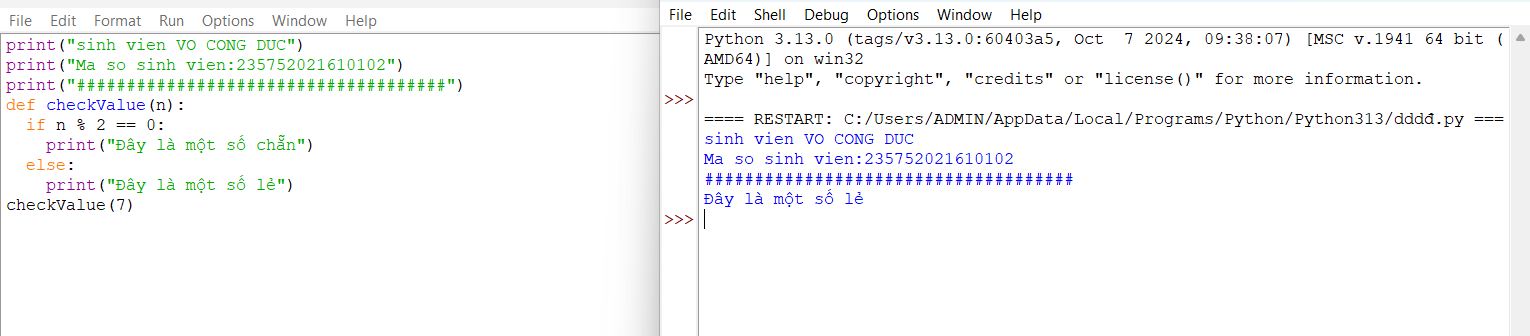 File Edit Format Run Options Window Help
print("sinh vien VO CONG DUC")
print("Ma so sinh vien:235752021610102")
print("#####################################")
def checkValue(n):
  if n % 2 == 0:
    print("Đây là một số chẵn")
  else:
    print("Đây là một số lẻ")
checkValue(7)
File Edit Shell Debug Options Window Help
Python 3.13.0 (tags/v3.13.0:60403a5, Oct  7 2024, 09:38:07) [MSC v.1941 64 bit (
AMD64)] on win32
Type "help", "copyright", "credits" or "license()" for more information.
>>>
==== RESTART: C:/Users/ADMIN/AppData/Local/Programs/Python/Python313/dddđ.py ===
sinh vien VO CONG DUC
Ma so sinh vien:235752021610102
#####################################
Đây là một số lẻ
>>>